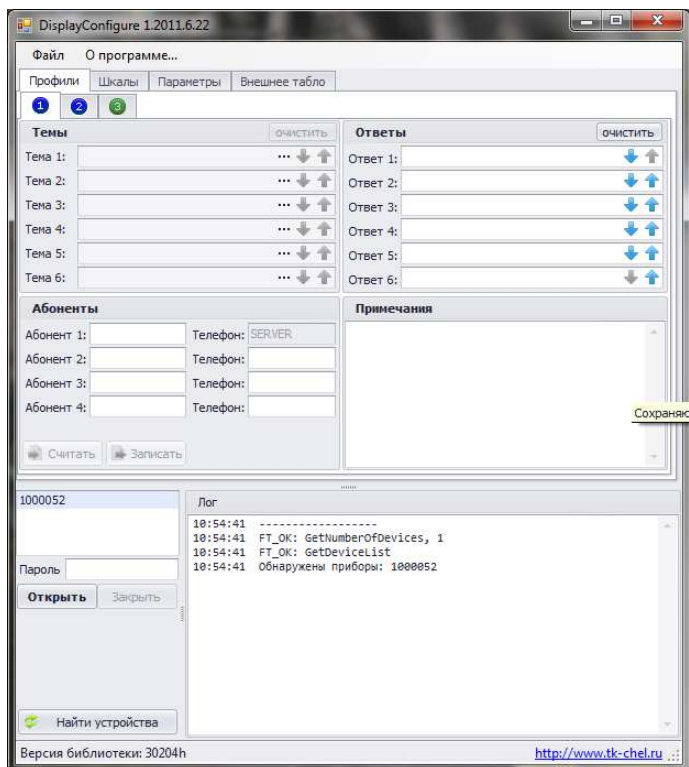 DisplayConfigure 1.2011.6.22
Файл О программе...
Профили Шкалы Параметры Внешнее табло
1 2 3
Темы очистить
Тема 1: ...
Тема 2: ...
Тема 3: ...
Тема 4: ...
Тема 5: ...
Тема 6: ...
Ответы очистить
Ответ 1:
Ответ 2:
Ответ 3:
Ответ 4:
Ответ 5:
Ответ 6:
Абоненты
Абонент 1: Телефон: SERVER
Абонент 2: Телефон:
Абонент 3: Телефон:
Абонент 4: Телефон:
Считать Записать
Примечания
Сохраняю
1000052
Пароль
Открыть Закрыть
Найти устройства
Лог
10:54:41 ------------------
10:54:41 FT_OK: GetNumberOfDevices, 1
10:54:41 FT_OK: GetDeviceList
10:54:41 Обнаружены приборы: 1000052
Версия библиотеки: 30204h http://www.tk-chel.ru